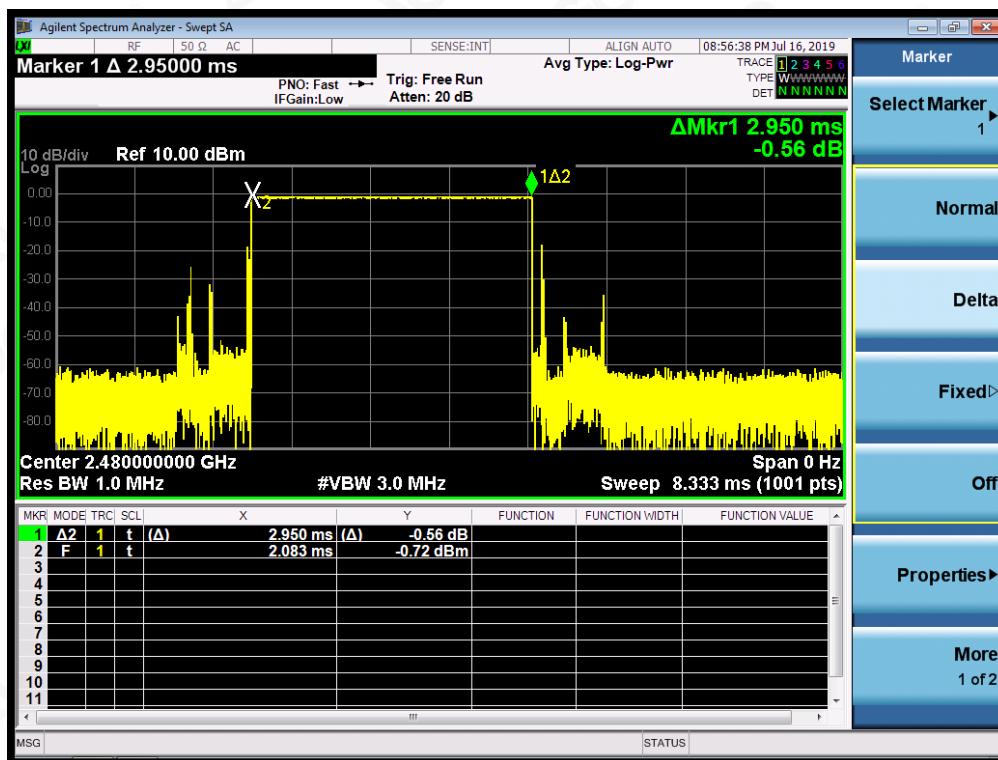 Agilent Spectrum Analyzer - Swept SA
LXI RF 50 Ω AC SENSE:INT ALIGN AUTO 08:56:38 PM Jul 16, 2019
Marker 1 Δ 2.95000 ms
PNO: Fast
IFGain:Low
Trig: Free Run
Atten: 20 dB
Avg Type: Log-Pwr
TRACE 1 2 3 4 5 6
TYPE WWWWWW
DET N N N N N N
ΔMkr1 2.950 ms
-0.56 dB
10 dB/div Ref 10.00 dBm
Log
0.00
-10.0
-20.0
-30.0
-40.0
-50.0
-60.0
-70.0
-80.0
2
1Δ2
Center 2.480000000 GHz Span 0 Hz
Res BW 1.0 MHz #VBW 3.0 MHz Sweep 8.333 ms (1001 pts)
MKR MODE TRC SCL X Y FUNCTION FUNCTION WIDTH FUNCTION VALUE
1 Δ2 1 t (Δ) 2.950 ms (Δ) -0.56 dB
2 F 1 t 2.083 ms -0.72 dBm
3
4
5
6
7
8
9
10
11
MSG STATUS
Marker
Select Marker
1
Normal
Delta
Fixed
Off
Properties
More
1 of 2